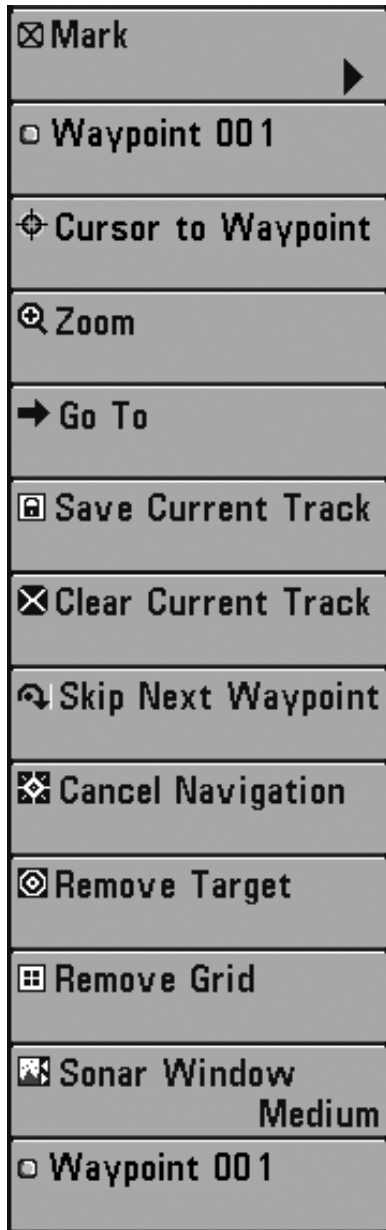 Mark
Waypoint 001
Cursor to Waypoint
Zoom
Go To
Save Current Track
Clear Current Track
Skip Next Waypoint
Cancel Navigation
Remove Target
Remove Grid
Sonar Window
Medium
Waypoint 001